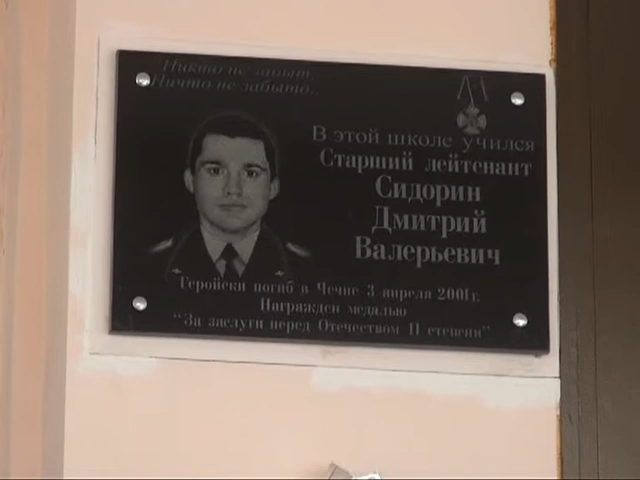 Никто не забыт,
Ничто не забыто..
В этой школе учился
Старший лейтенант
Сидорин
Дмитрий
Валерьевич
Геройски погиб в Чечне 3 апреля 2001г.
Награжден медалью
"За заслуги перед Отечеством II степени"